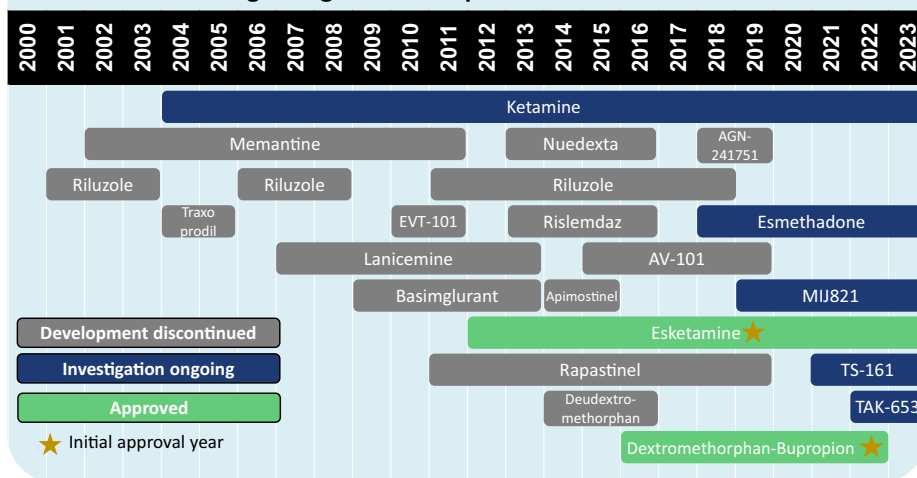 2000 2001 2002 2003 2004 2005 2006 2007 2008 2009 2010 2011 2012 2013 2014 2015 2016 2017 2018 2019 2020 2021 2022 2023
Ketamine
Memantine
Nuedexta
AGN-
241751
Riluzole
Riluzole
Riluzole
Traxo
prodil
EVT-101
Rislemdaz
Esmethadone
Lanicemine
AV-101
Basimglurant
Apimostinel
MIJ821
Development discontinued
Esketamine
Investigation ongoing
Rapastinel
TS-161
Approved
Deudextro-
methorphan
TAK-653
Initial approval year
Dextromethorphan-Bupropion